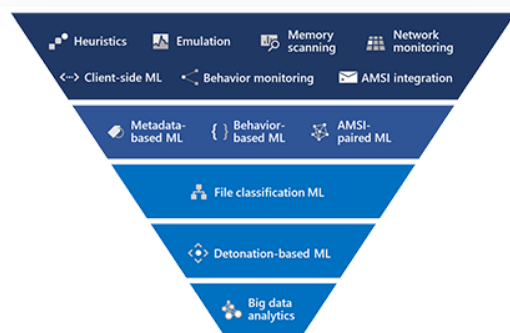 Heuristics
Emulation
Memory
scanning
Network
monitoring
Client-side ML
Behavior monitoring
AMSI integration
Metadata-
based ML
Behavior-
based ML
AMSI-
paired ML
File classification ML
Detonation-based ML
Big data
analytics